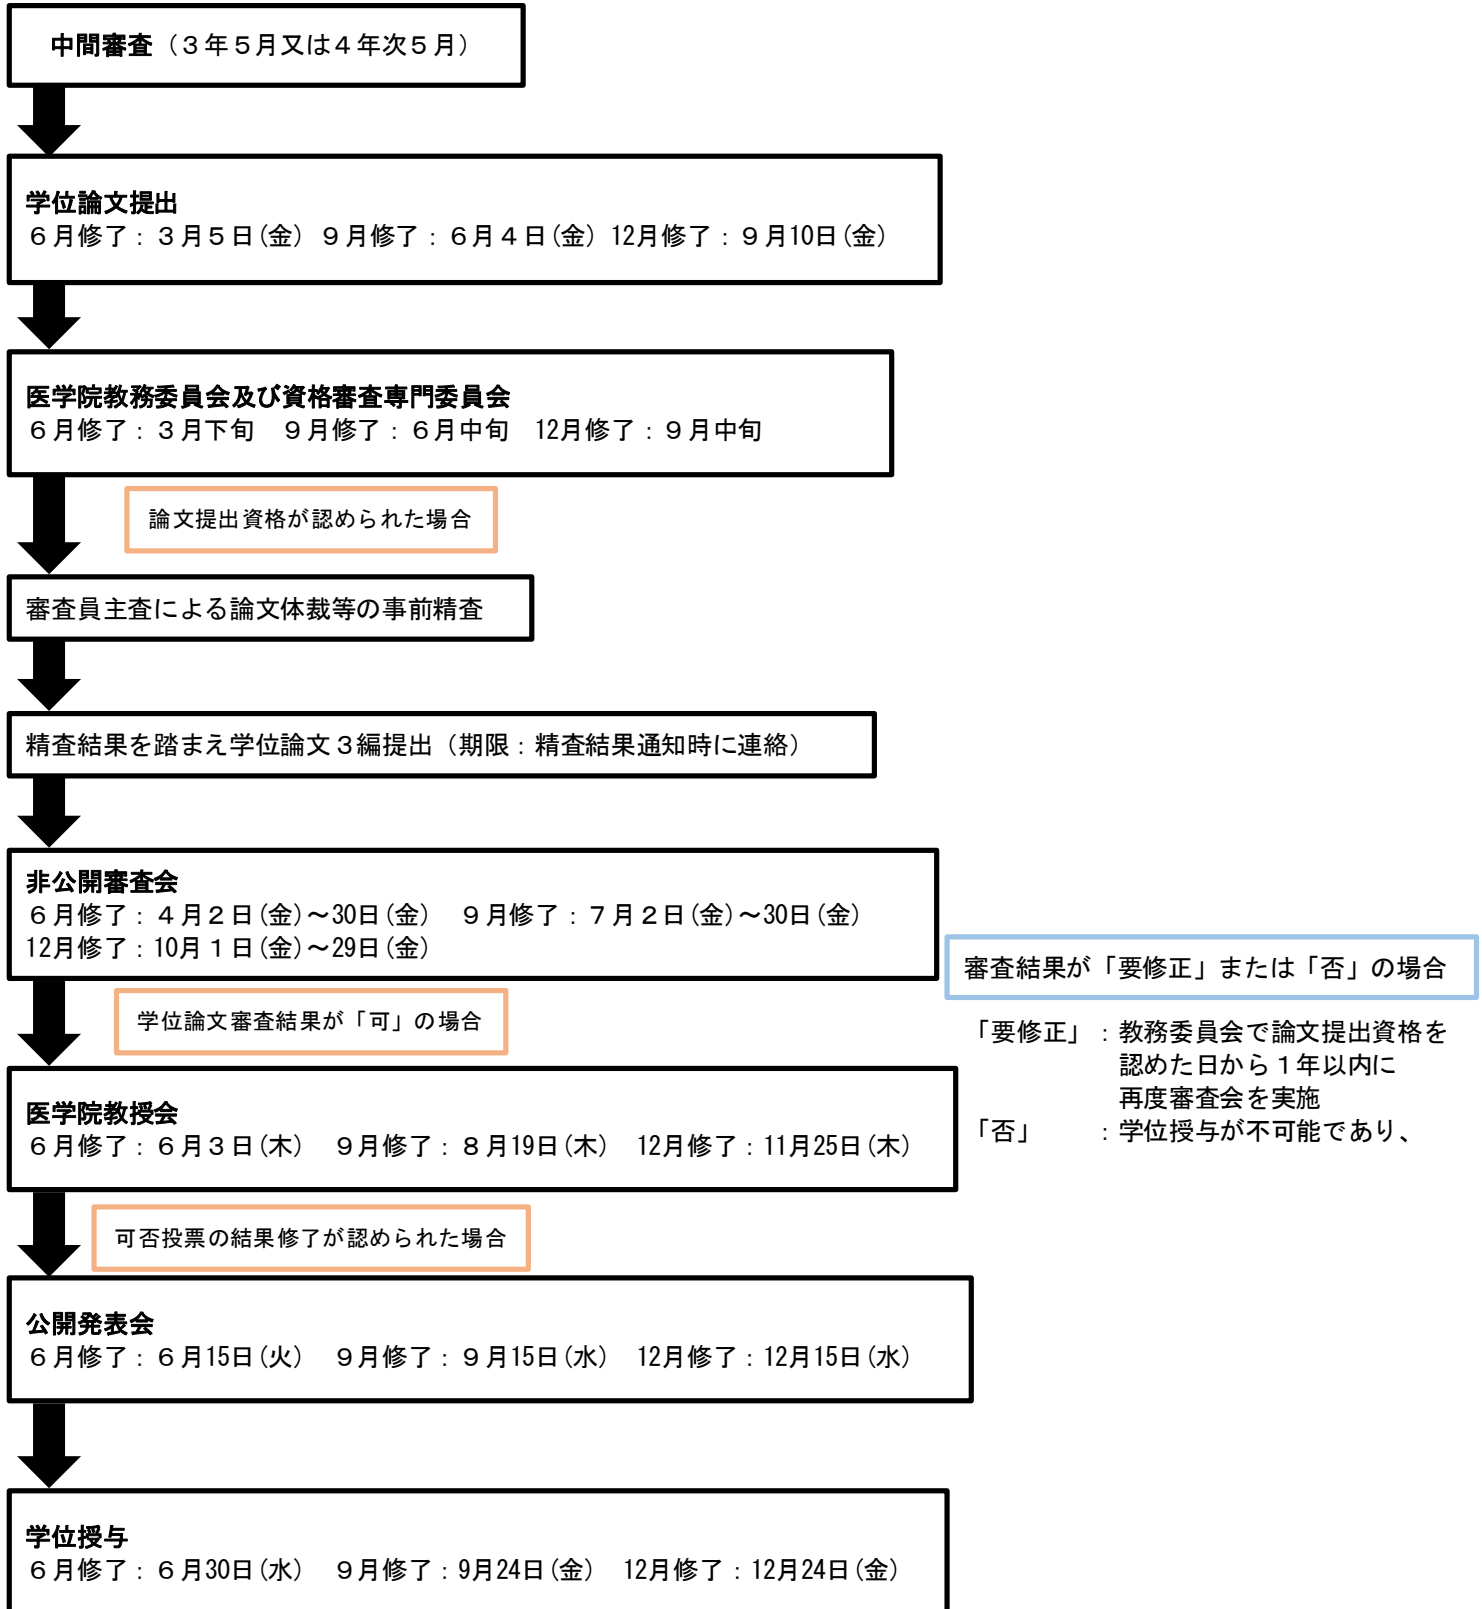 中間審査（３年５月又は４年次５月）
学位論文提出
６月修了：３月５日(金) ９月修了：６月４日(金) 12月修了：９月10日(金)
医学院教務委員会及び資格審査専門委員会
６月修了：３月下旬　９月修了：６月中旬　12月修了：９月中旬
論文提出資格が認められた場合
審査員主査による論文体裁等の事前精査
精査結果を踏まえ学位論文３編提出（期限：精査結果通知時に連絡）
非公開審査会
６月修了：４月２日(金)～30日(金)　９月修了：７月２日(金)～30日(金)
12月修了：10月１日(金)～29日(金)
学位論文審査結果が「可」の場合
審査結果が「要修正」または「否」の場合
「要修正」：教務委員会で論文提出資格を
認めた日から１年以内に
再度審査会を実施
「否」　　：学位授与が不可能であり、
医学院教授会
６月修了：６月３日(木)　９月修了：８月19日(木)　12月修了：11月25日(木)
可否投票の結果修了が認められた場合
公開発表会
６月修了：６月15日(火)　９月修了：９月15日(水)　12月修了：12月15日(水)
学位授与
６月修了：６月30日(水)　９月修了：9月24日(金)　12月修了：12月24日(金)